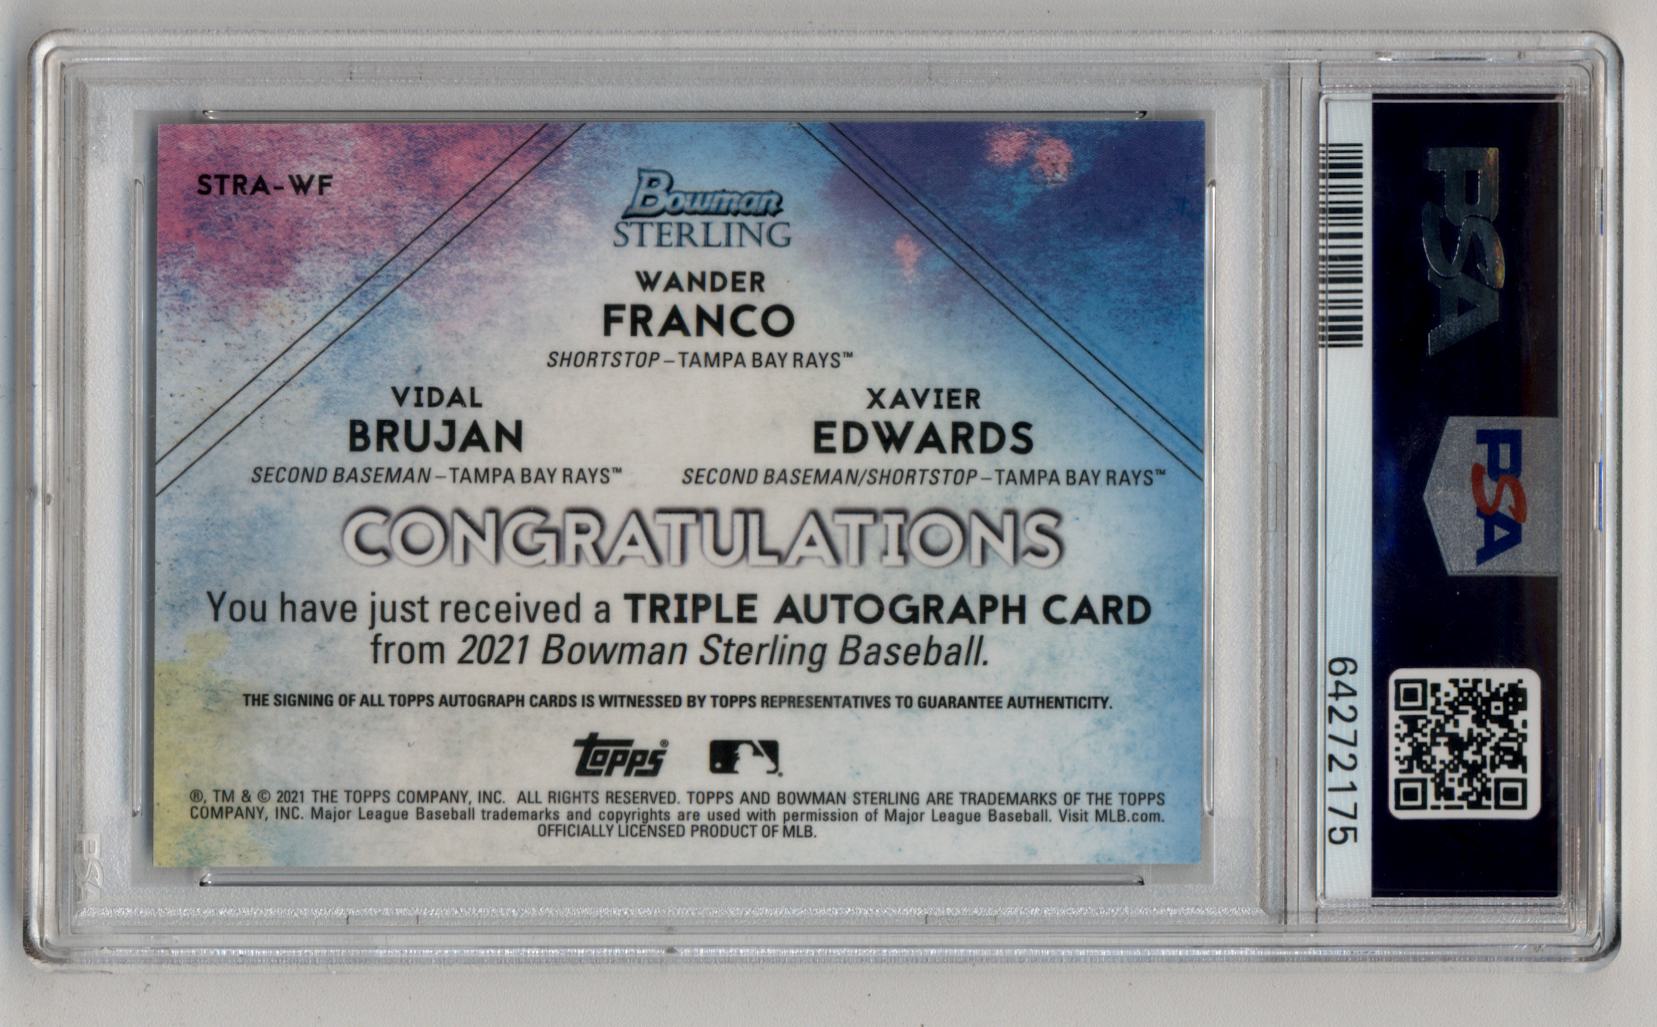 STRA-WF
Bowman
STERLING
WANDER
FRANCO
SHORTSTOP – TAMPA BAY RAYS™
VIDAL
BRUJAN
SECOND BASEMAN – TAMPA BAY RAYS™
XAVIER
EDWARDS
SECOND BASEMAN/SHORTSTOP – TAMPA BAY RAYS™
CONGRATULATIONS
You have just received a TRIPLE AUTOGRAPH CARD
from 2021 Bowman Sterling Baseball.
THE SIGNING OF ALL TOPPS AUTOGRAPH CARDS IS WITNESSED BY TOPPS REPRESENTATIVES TO GUARANTEE AUTHENTICITY.
Topps®
®, TM & © 2021 THE TOPPS COMPANY, INC. ALL RIGHTS RESERVED. TOPPS AND BOWMAN STERLING ARE TRADEMARKS OF THE TOPPS
COMPANY, INC. Major League Baseball trademarks and copyrights are used with permission of Major League Baseball. Visit MLB.com.
OFFICIALLY LICENSED PRODUCT OF MLB.
PSA
PSA
64272175
PSA